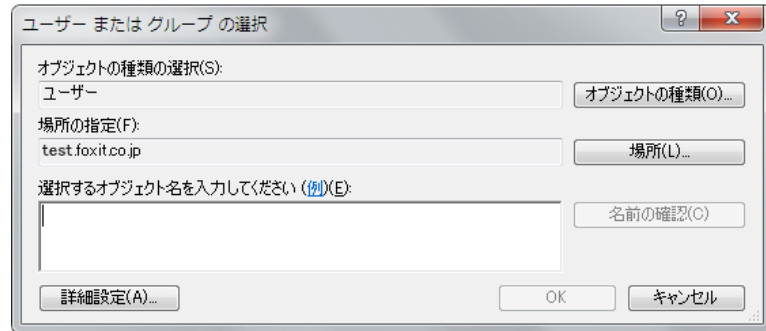 ユーザー または グループ の選択
オブジェクトの種類の選択(S):
ユーザー
オブジェクトの種類(O)...
場所の指定(F):
test.foxit.co.jp
場所(L)...
選択するオブジェクト名を入力してください (例)(E):
名前の確認(C)
詳細設定(A)...
OK
キャンセル